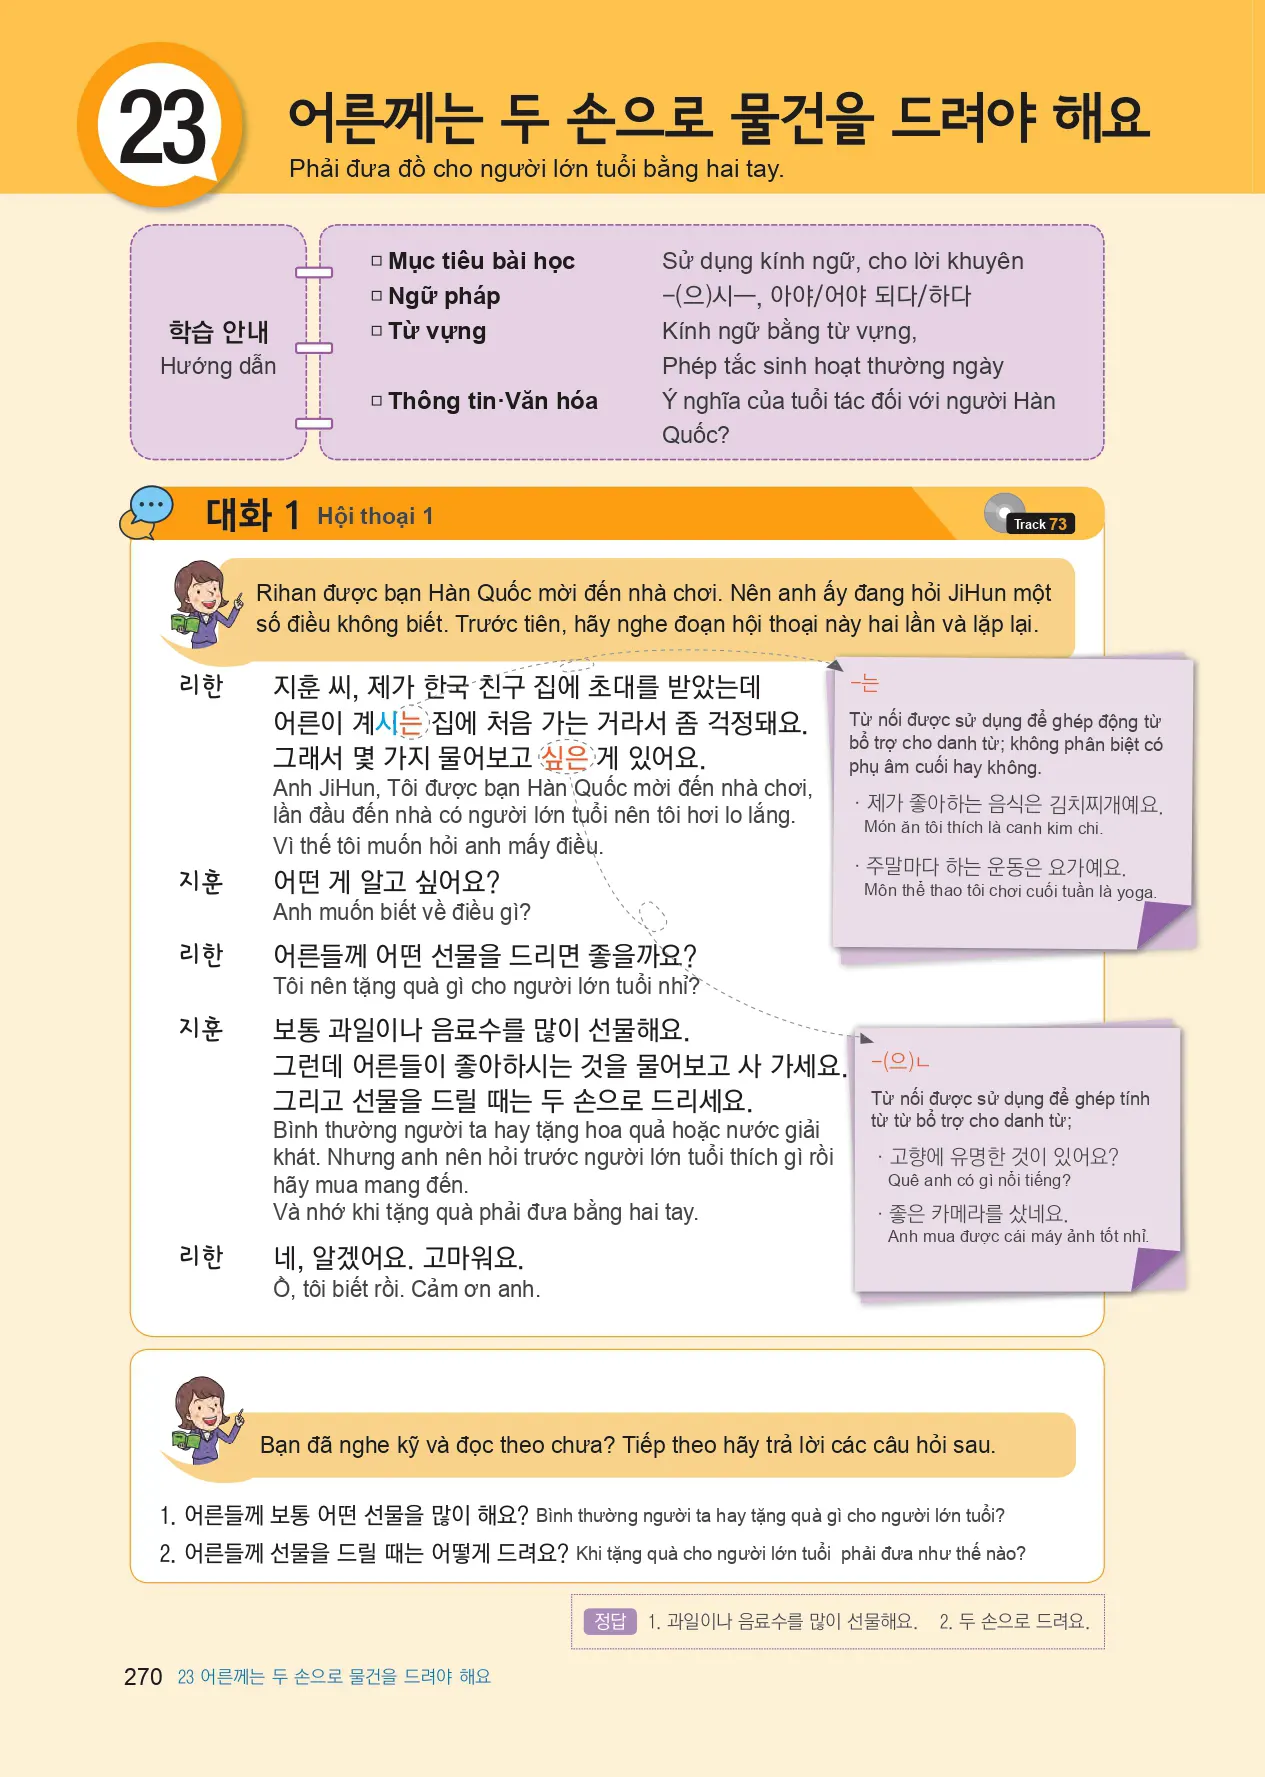 23
어른께는 두 손으로 물건을 드려야 해요
Phải đưa đồ cho người lớn tuổi bằng hai tay.
학습 안내
Hướng dẫn
□ Mục tiêu bài học Sử dụng kính ngữ, cho lời khuyên
□ Ngữ pháp -(으)시—, 아야/어야 되다/하다
□ Từ vựng Kính ngữ bằng từ vựng,
Phép tắc sinh hoạt thường ngày
□ Thông tin·Văn hóa Ý nghĩa của tuổi tác đối với người Hàn
Quốc?
대화 1 Hội thoại 1
Track 73
Rihan được bạn Hàn Quốc mời đến nhà chơi. Nên anh ấy đang hỏi JiHun một
số điều không biết. Trước tiên, hãy nghe đoạn hội thoại này hai lần và lặp lại.
리한 지훈 씨, 제가 한국 친구 집에 초대를 받았는데
어른이 계시는 집에 처음 가는 거라서 좀 걱정돼요.
그래서 몇 가지 물어보고 싶은 게 있어요.
Anh JiHun, Tôi được bạn Hàn Quốc mời đến nhà chơi,
lần đầu đến nhà có người lớn tuổi nên tôi hơi lo lắng.
Vì thế tôi muốn hỏi anh mấy điều.
지훈 어떤 게 알고 싶어요?
Anh muốn biết về điều gì?
리한 어른들께 어떤 선물을 드리면 좋을까요?
Tôi nên tặng quà gì cho người lớn tuổi nhỉ?
지훈 보통 과일이나 음료수를 많이 선물해요.
그런데 어른들이 좋아하시는 것을 물어보고 사 가세요.
그리고 선물을 드릴 때는 두 손으로 드리세요.
Bình thường người ta hay tặng hoa quả hoặc nước giải
khát. Nhưng anh nên hỏi trước người lớn tuổi thích gì rồi
hãy mua mang đến.
Và nhớ khi tặng quà phải đưa bằng hai tay.
리한 네, 알겠어요. 고마워요.
Ồ, tôi biết rồi. Cảm ơn anh.
-는
Từ nối được sử dụng để ghép động từ
bổ trợ cho danh từ; không phân biệt có
phụ âm cuối hay không.
· 제가 좋아하는 음식은 김치찌개예요.
Món ăn tôi thích là canh kim chi.
· 주말마다 하는 운동은 요가예요.
Môn thể thao tôi chơi cuối tuần là yoga.
-(으)ㄴ
Từ nối được sử dụng để ghép tính
từ từ bổ trợ cho danh từ;
· 고향에 유명한 것이 있어요?
Quê anh có gì nổi tiếng?
· 좋은 카메라를 샀네요.
Anh mua được cái máy ảnh tốt nhỉ.
Bạn đã nghe kỹ và đọc theo chưa? Tiếp theo hãy trả lời các câu hỏi sau.
1. 어른들께 보통 어떤 선물을 많이 해요? Bình thường người ta hay tặng quà gì cho người lớn tuổi?
2. 어른들께 선물을 드릴 때는 어떻게 드려요? Khi tặng quà cho người lớn tuổi phải đưa như thế nào?
정답 1. 과일이나 음료수를 많이 선물해요. 2. 두 손으로 드려요.
270 23 어른께는 두 손으로 물건을 드려야 해요